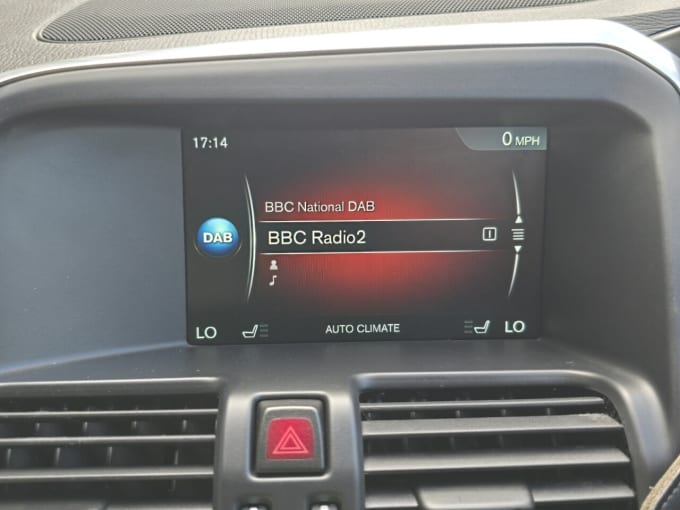 17:14
0 MPH
BBC National DAB
DAB
BBC Radio2
LO
AUTO CLIMATE
LO